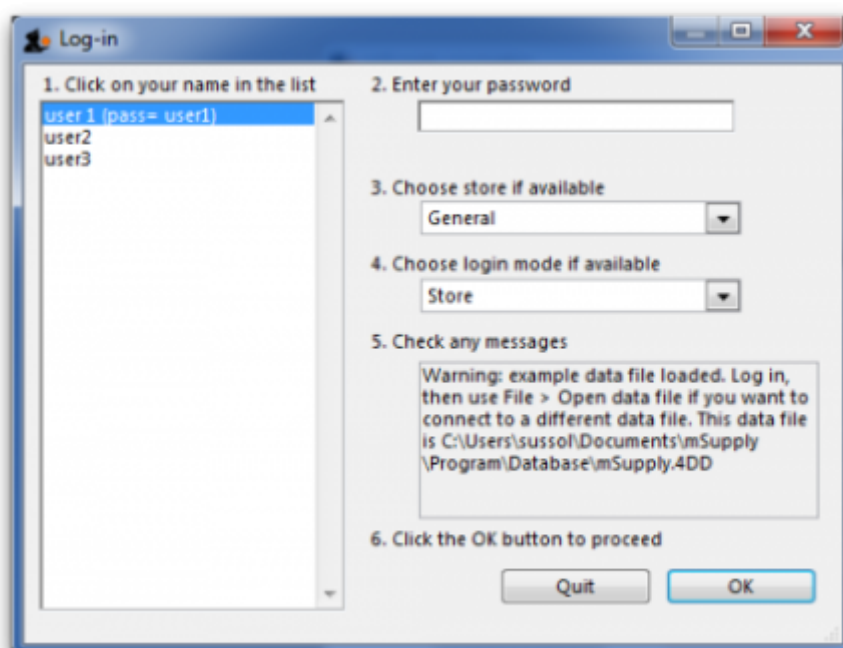 Log-in
1. Click on your name in the list
user 1 (pass= user1)
user2
user3
2. Enter your password
3. Choose store if available
General
4. Choose login mode if available
Store
5. Check any messages
Warning: example data file loaded. Log in,
then use File > Open data file if you want to
connect to a different data file. This data file
is C:\Users\sussol\Documents\mSupply
\Program\Database\mSupply.4DD
6. Click the OK button to proceed
Quit
OK